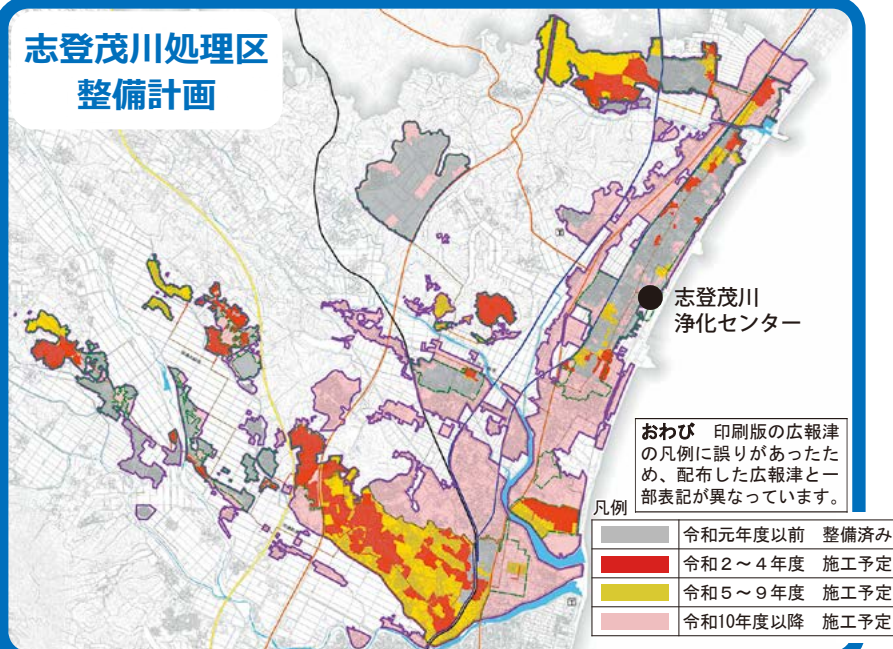 志登茂川処理区
整備計画
志登茂川
浄化センター
おわび 印刷版の広報津
の凡例に誤りがあったた
め、配布した広報津と一
部表記が異なっています。
凡例
令和元年度以前 整備済み
令和2～4年度 施工予定
令和5～9年度 施工予定
令和10年度以降 施工予定